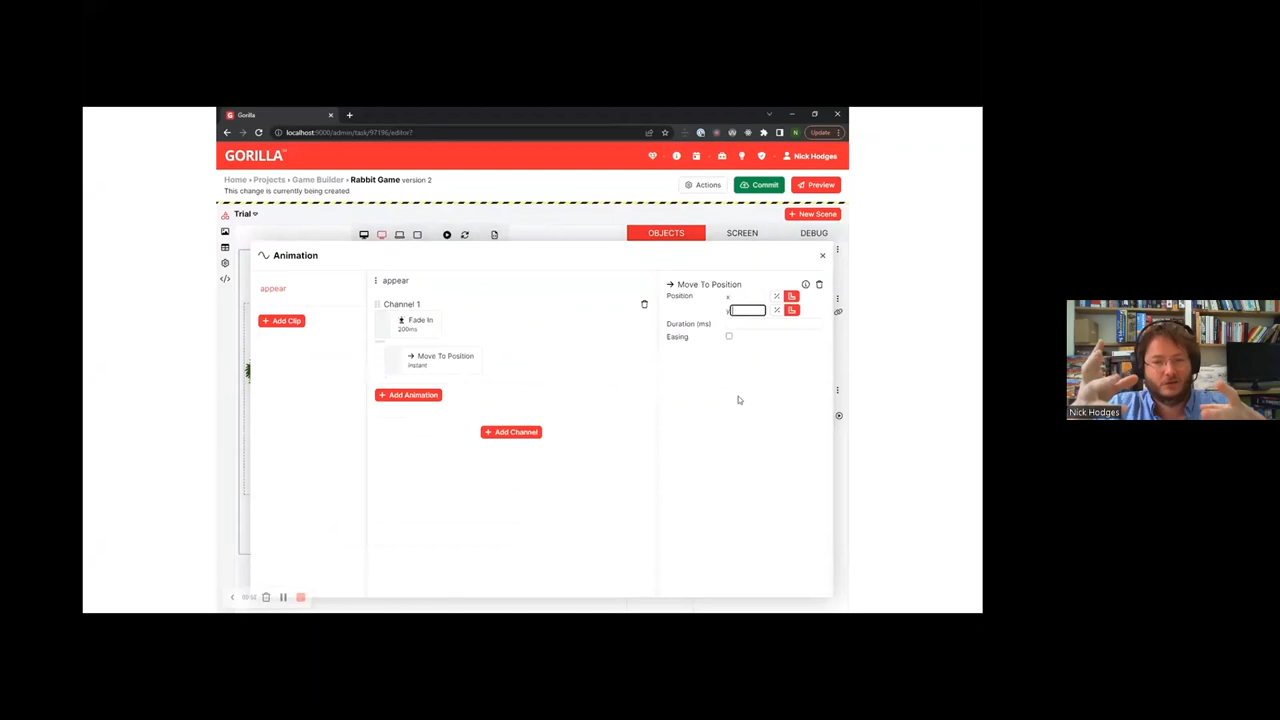 Gorilla
localhost:9000/admin/task/97196/editor?
N
Update
GORILLA
Nick Hodges
Home › Projects › Game Builder › Rabbit Game version 2
This change is currently being created
Actions
Commit
Preview
Trial
+ New Scene
OBJECTS
SCREEN
DEBUG
Animation
appear
appear
Move To Position
Position
x
y
Channel 1
Fade In
200ms
+ Add Clip
Duration (ms)
Easing
Move To Position
instant
+ Add Animation
+ Add Channel
Nick Hodges